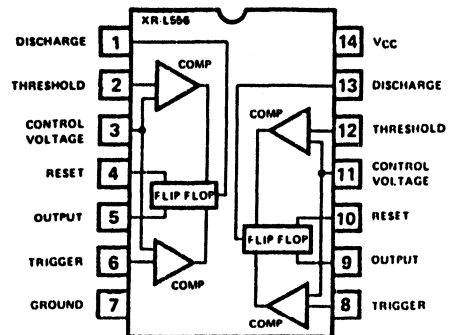 XR-L556
DISCHARGE 1
THRESHOLD 2
CONTROL VOLTAGE 3
RESET 4
OUTPUT 5
TRIGGER 6
GROUND 7
COMP
FLIP FLOP
COMP
14 VCC
13 DISCHARGE
12 THRESHOLD
11 CONTROL VOLTAGE
10 RESET
9 OUTPUT
8 TRIGGER
COMP
FLIP FLOP
COMP